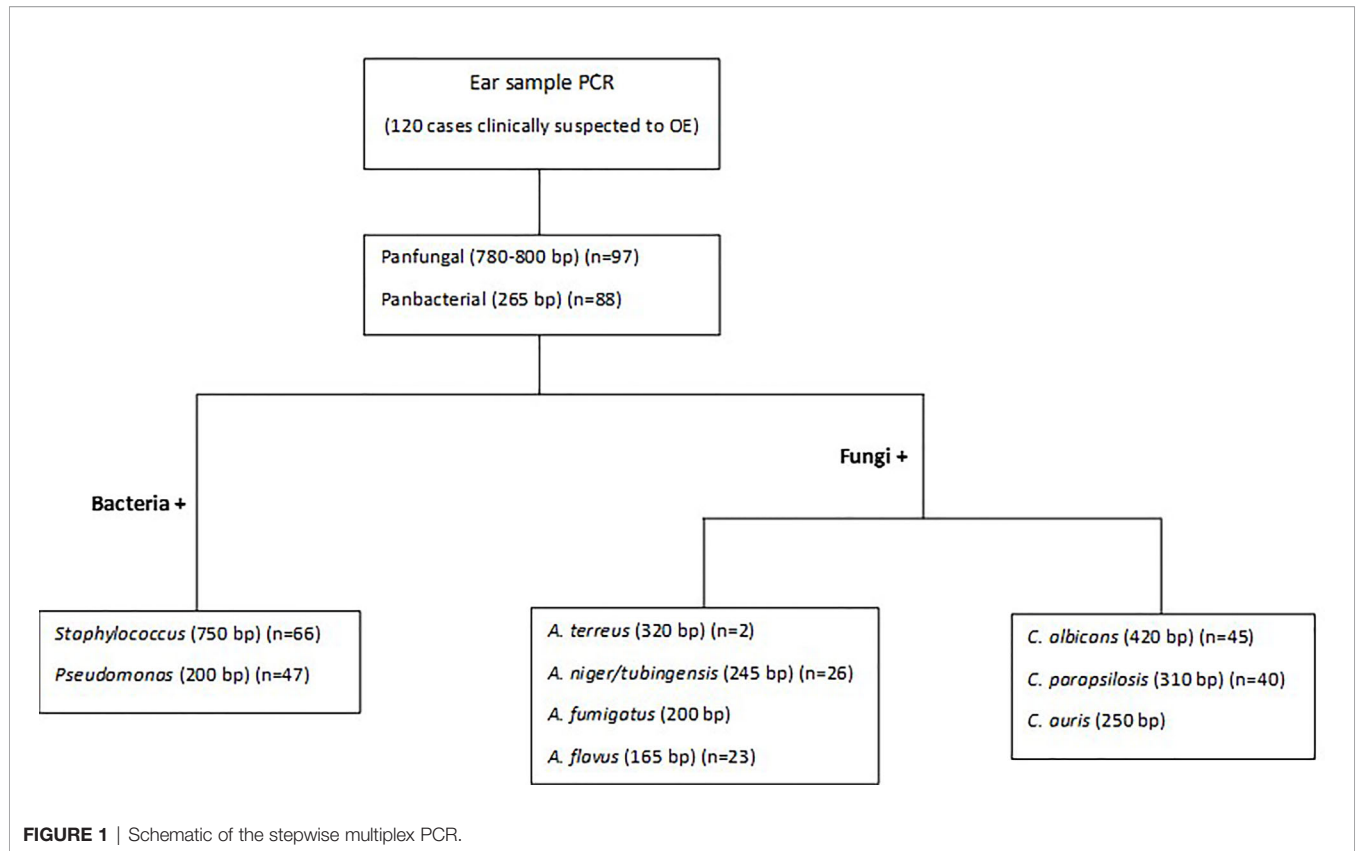 Ear sample PCR
(120 cases clinically suspected to OE)
Panfungal (780-800 bp) (n=97)
Panbacterial (265 bp) (n=88)
Bacteria +
Fungi +
Staphylococcus (750 bp) (n=66)
Pseudomonas (200 bp) (n=47)
A. terreus (320 bp) (n=2)
A. niger/tubingensis (245 bp) (n=26)
A. fumigatus (200 bp)
A. flavus (165 bp) (n=23)
C. albicans (420 bp) (n=45)
C. parapsilosis (310 bp) (n=40)
C. auris (250 bp)
FIGURE 1 | Schematic of the stepwise multiplex PCR.